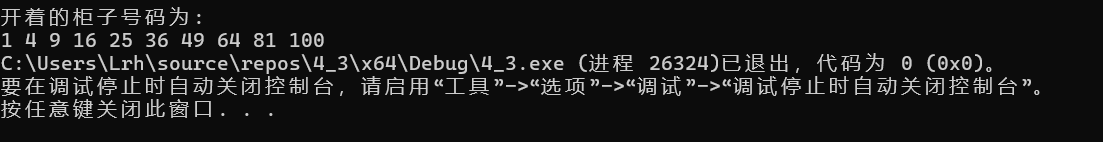 开着的柜子号码为:
1 4 9 16 25 36 49 64 81 100
C:\Users\Lrh\source\repos\4_3\x64\Debug\4_3.exe (进程 26324)已退出，代码为 0 (0x0)。
要在调试停止时自动关闭控制台，请启用“工具”->“选项”->“调试”->“调试停止时自动关闭控制台”。
按任意键关闭此窗口. . .